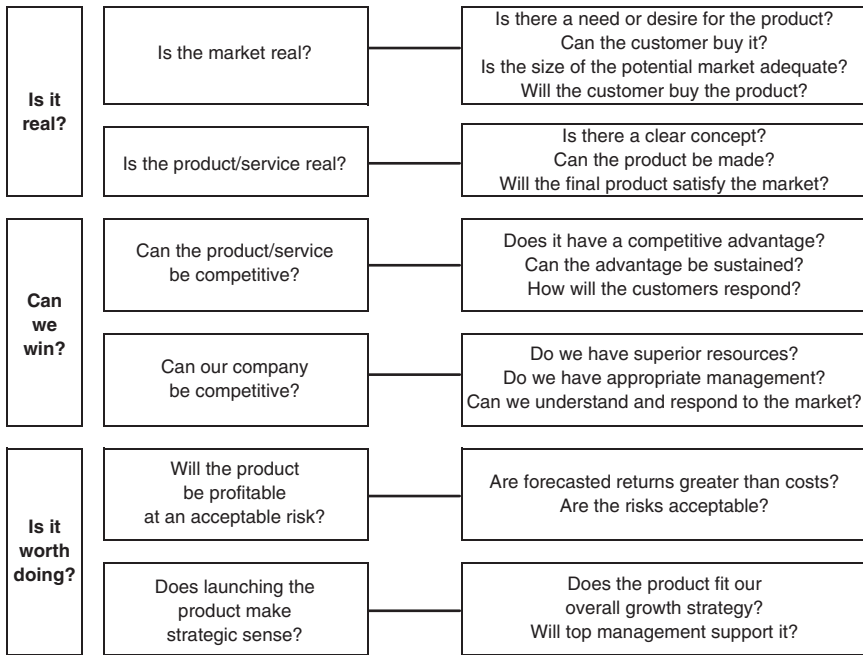 Is it
real?
Is the market real?
Is there a need or desire for the product?
Can the customer buy it?
Is the size of the potential market adequate?
Will the customer buy the product?
Is the product/service real?
Is there a clear concept?
Can the product be made?
Will the final product satisfy the market?
Can
we
win?
Can the product/service
be competitive?
Does it have a competitive advantage?
Can the advantage be sustained?
How will the customers respond?
Can our company
be competitive?
Do we have superior resources?
Do we have appropriate management?
Can we understand and respond to the market?
Is it
worth
doing?
Will the product
be profitable
at an acceptable risk?
Are forecasted returns greater than costs?
Are the risks acceptable?
Does launching the
product make
strategic sense?
Does the product fit our
overall growth strategy?
Will top management support it?